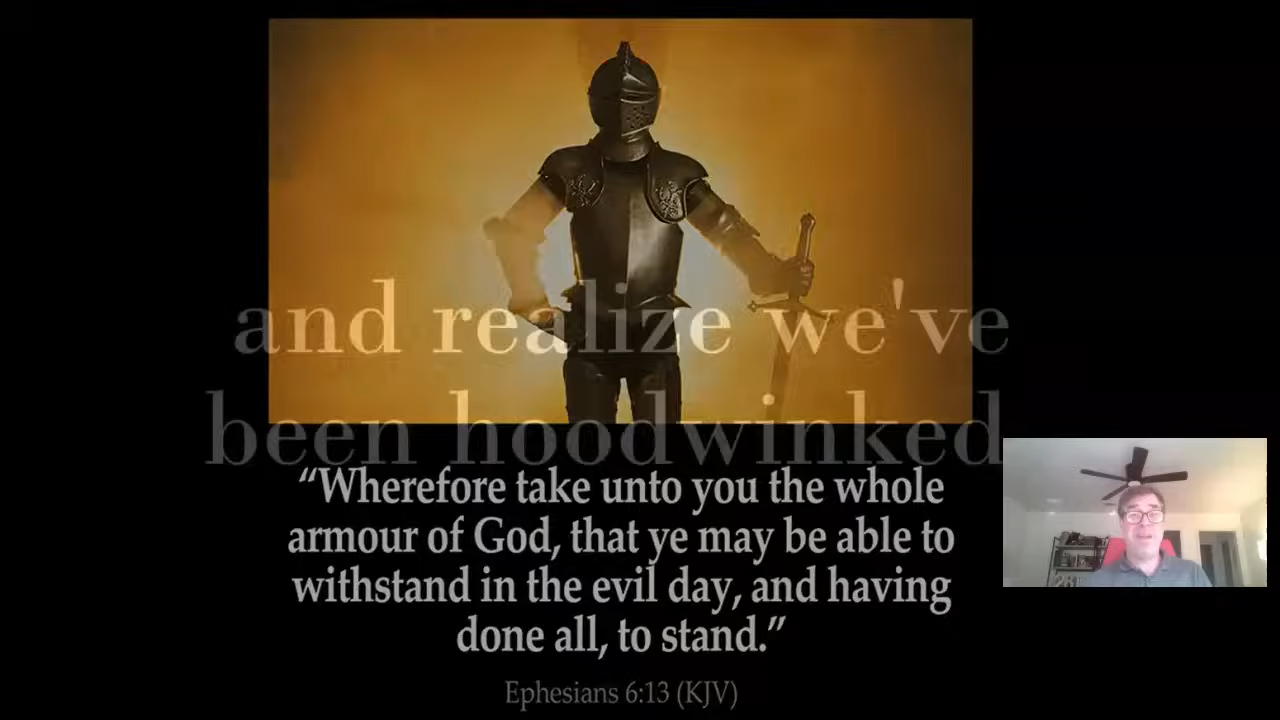 and realize we've
been hoodwinked
“Wherefore take unto you the whole
armour of God, that ye may be able to
withstand in the evil day, and having
done all, to stand.”
Ephesians 6:13 (KJV)